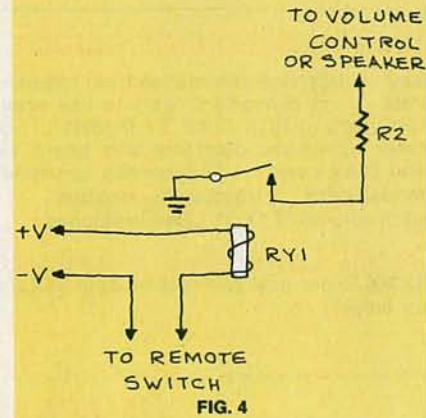 TO VOLUME
CONTROL
OR SPEAKER
R2
+V
RY1
-V
TO REMOTE
SWITCH
FIG. 4